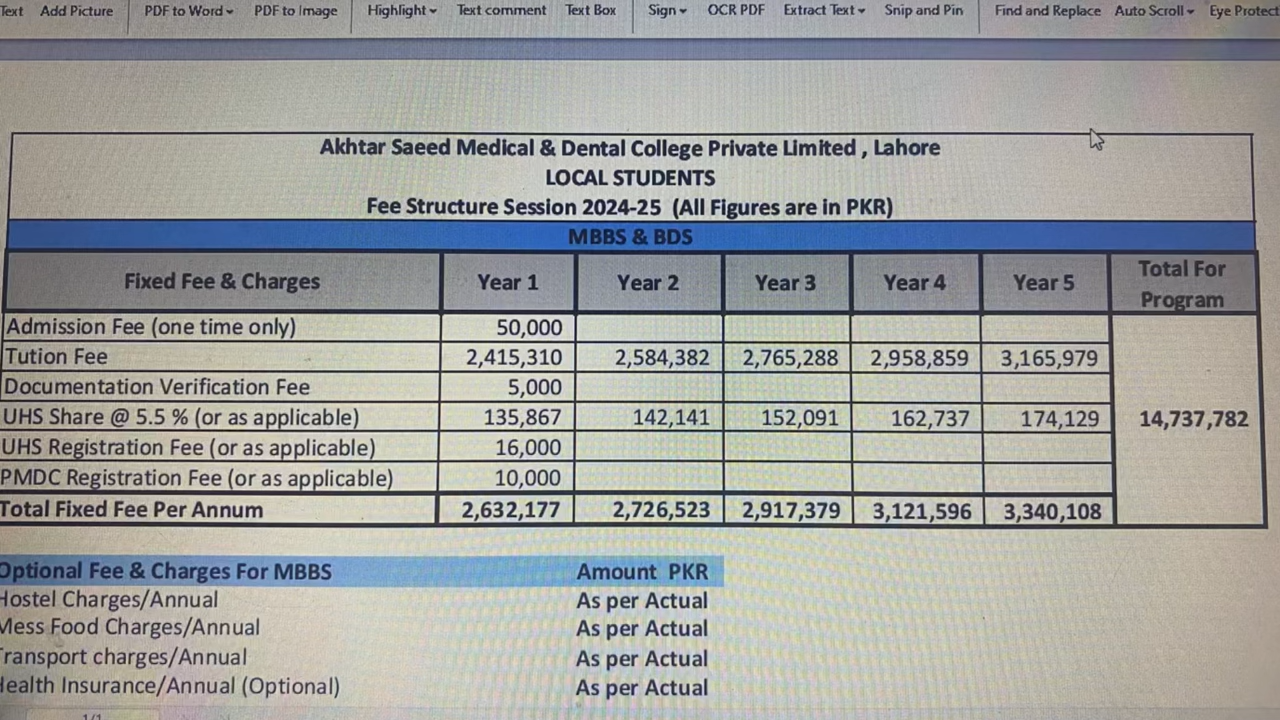 Text Add Picture PDF to Word PDF to Image Highlight Text comment Text Box Sign OCR PDF Extract Text Snip and Pin Find and Replace Auto Scroll Eye Protect
Akhtar Saeed Medical & Dental College Private Limited , Lahore
LOCAL STUDENTS
Fee Structure Session 2024-25 (All Figures are in PKR)
MBBS & BDS
Fixed Fee & Charges Year 1 Year 2 Year 3 Year 4 Year 5 Total For Program
Admission Fee (one time only) 50,000
Tution Fee 2,415,310 2,584,382 2,765,288 2,958,859 3,165,979
Documentation Verification Fee 5,000
UHS Share @ 5.5 % (or as applicable) 135,867 142,141 152,091 162,737 174,129 14,737,782
UHS Registration Fee (or as applicable) 16,000
PMDC Registration Fee (or as applicable) 10,000
Total Fixed Fee Per Annum 2,632,177 2,726,523 2,917,379 3,121,596 3,340,108
Optional Fee & Charges For MBBS Amount PKR
Hostel Charges/Annual As per Actual
Mess Food Charges/Annual As per Actual
Transport charges/Annual As per Actual
Health Insurance/Annual (Optional) As per Actual
1/1